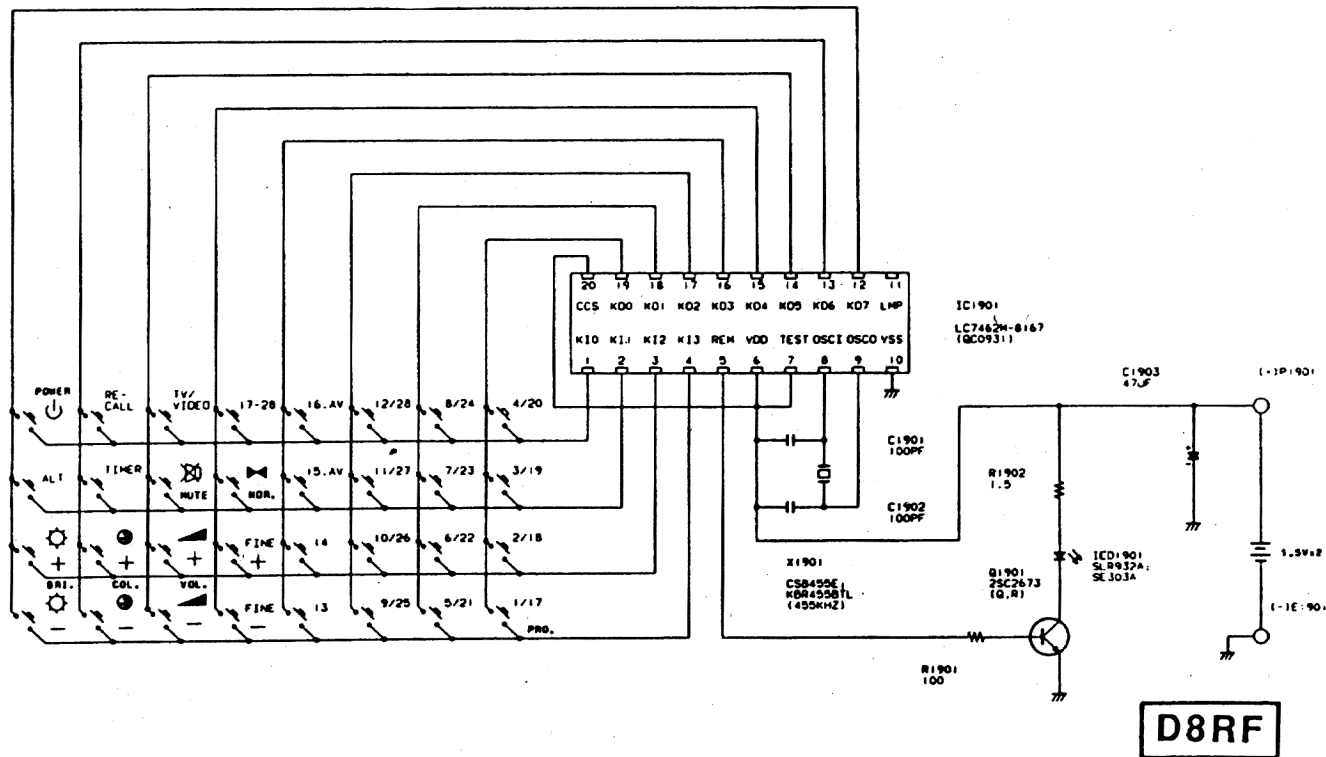 20 19 18 17 16 15 14 13 12 11
CCS KO0 KO1 KO2 KO3 KO4 KO5 KO6 KO7 LMP
KI0 KI1 KI2 KI3 REM VDD TEST OSCI OSCO VSS
1 2 3 4 5 6 7 8 9 10
IC1901
LC7462M-8167
(QC0931)
C1903
47UF
POWER
RE-
CALL
TV/
VIDEO
17-28
16.AV
12/28
8/24
4/20
ALT
TIMER
MUTE
NOR.
15.AV
11/27
7/23
3/19
+ + + FINE + 14 10/26 6/22 2/18
BRI. COL. VOL.
- - - FINE - 13 9/25 5/21 1/17
PRO.
C1901
100PF
C1902
100PF
X1901
CSB455E,
KBR455BTL
(455KHZ)
R1902
1.5
IED1901
SLR932A,
SE303A
Q1901
2SC2673
(Q,R)
R1901
100
1.5V×2
+
D8RF